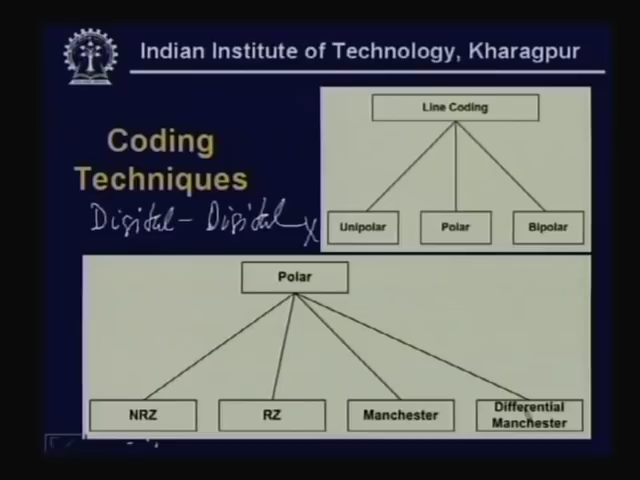 Indian Institute of Technology, Kharagpur
Coding
Techniques
Digital - Digital
Line Coding
Unipolar
Polar
Bipolar
Polar
NRZ
RZ
Manchester
Differential
Manchester